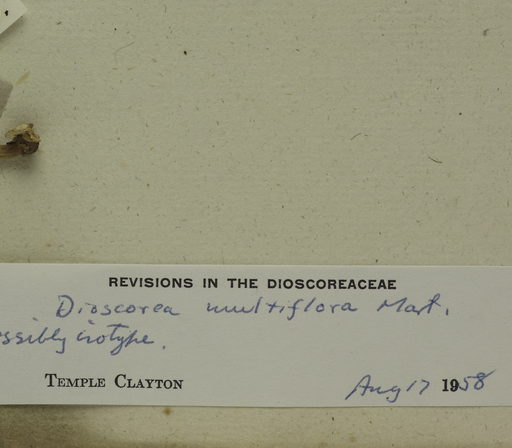 REVISIONS IN THE DIOSCOREACEAE
Dioscorea multiflora Mart.
ssibly isotype.
TEMPLE CLAYTON
Aug 17 1958